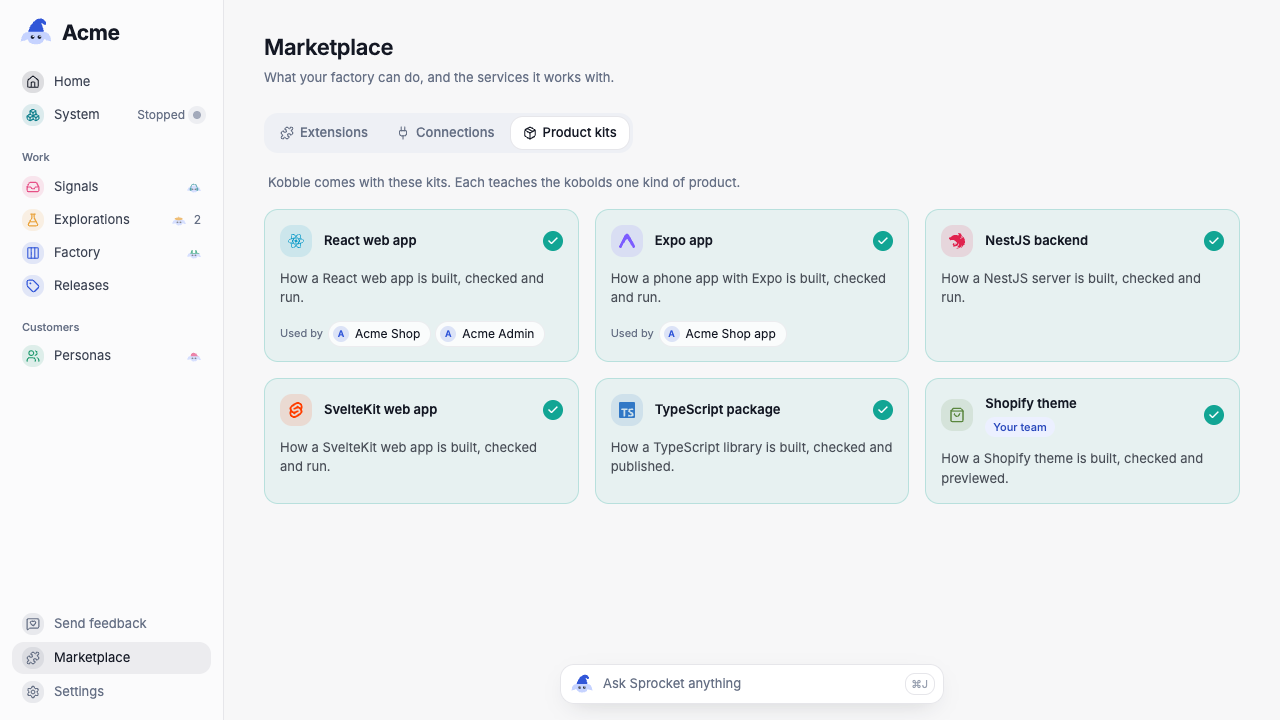 Acme
Home
System
Stopped
Work
Signals
Explorations
2
Factory
Releases
Customers
Personas
Send feedback
Marketplace
Settings
Marketplace
What your factory can do, and the services it works with.
Extensions
Connections
Product kits
Kobble comes with these kits. Each teaches the kobolds one kind of product.
React web app
How a React web app is built, checked and
run.
Used by
A Acme Shop
A Acme Admin
Expo app
How a phone app with Expo is built, checked
and run.
Used by
A Acme Shop app
NestJS backend
How a NestJS server is built, checked and
run.
SvelteKit web app
How a SvelteKit web app is built, checked
and run.
TS
TypeScript package
How a TypeScript library is built, checked and
published.
Shopify theme
Your team
How a Shopify theme is built, checked and
previewed.
Ask Sprocket anything
⌘J